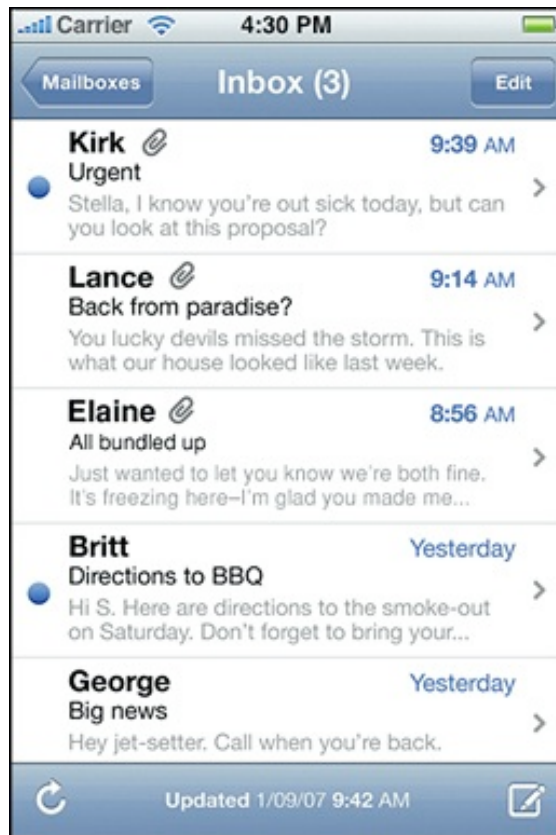 Carrier 4:30 PM
Mailboxes Inbox (3) Edit
Kirk 9:39 AM
Urgent
Stella, I know you're out sick today, but can
you look at this proposal?
Lance 9:14 AM
Back from paradise?
You lucky devils missed the storm. This is
what our house looked like last week.
Elaine 8:56 AM
All bundled up
Just wanted to let you know we're both fine.
It's freezing here–I'm glad you made me...
Britt Yesterday
Directions to BBQ
Hi S. Here are directions to the smoke-out
on Saturday. Don't forget to bring your...
George Yesterday
Big news
Hey jet-setter. Call when you're back.
Updated 1/09/07 9:42 AM